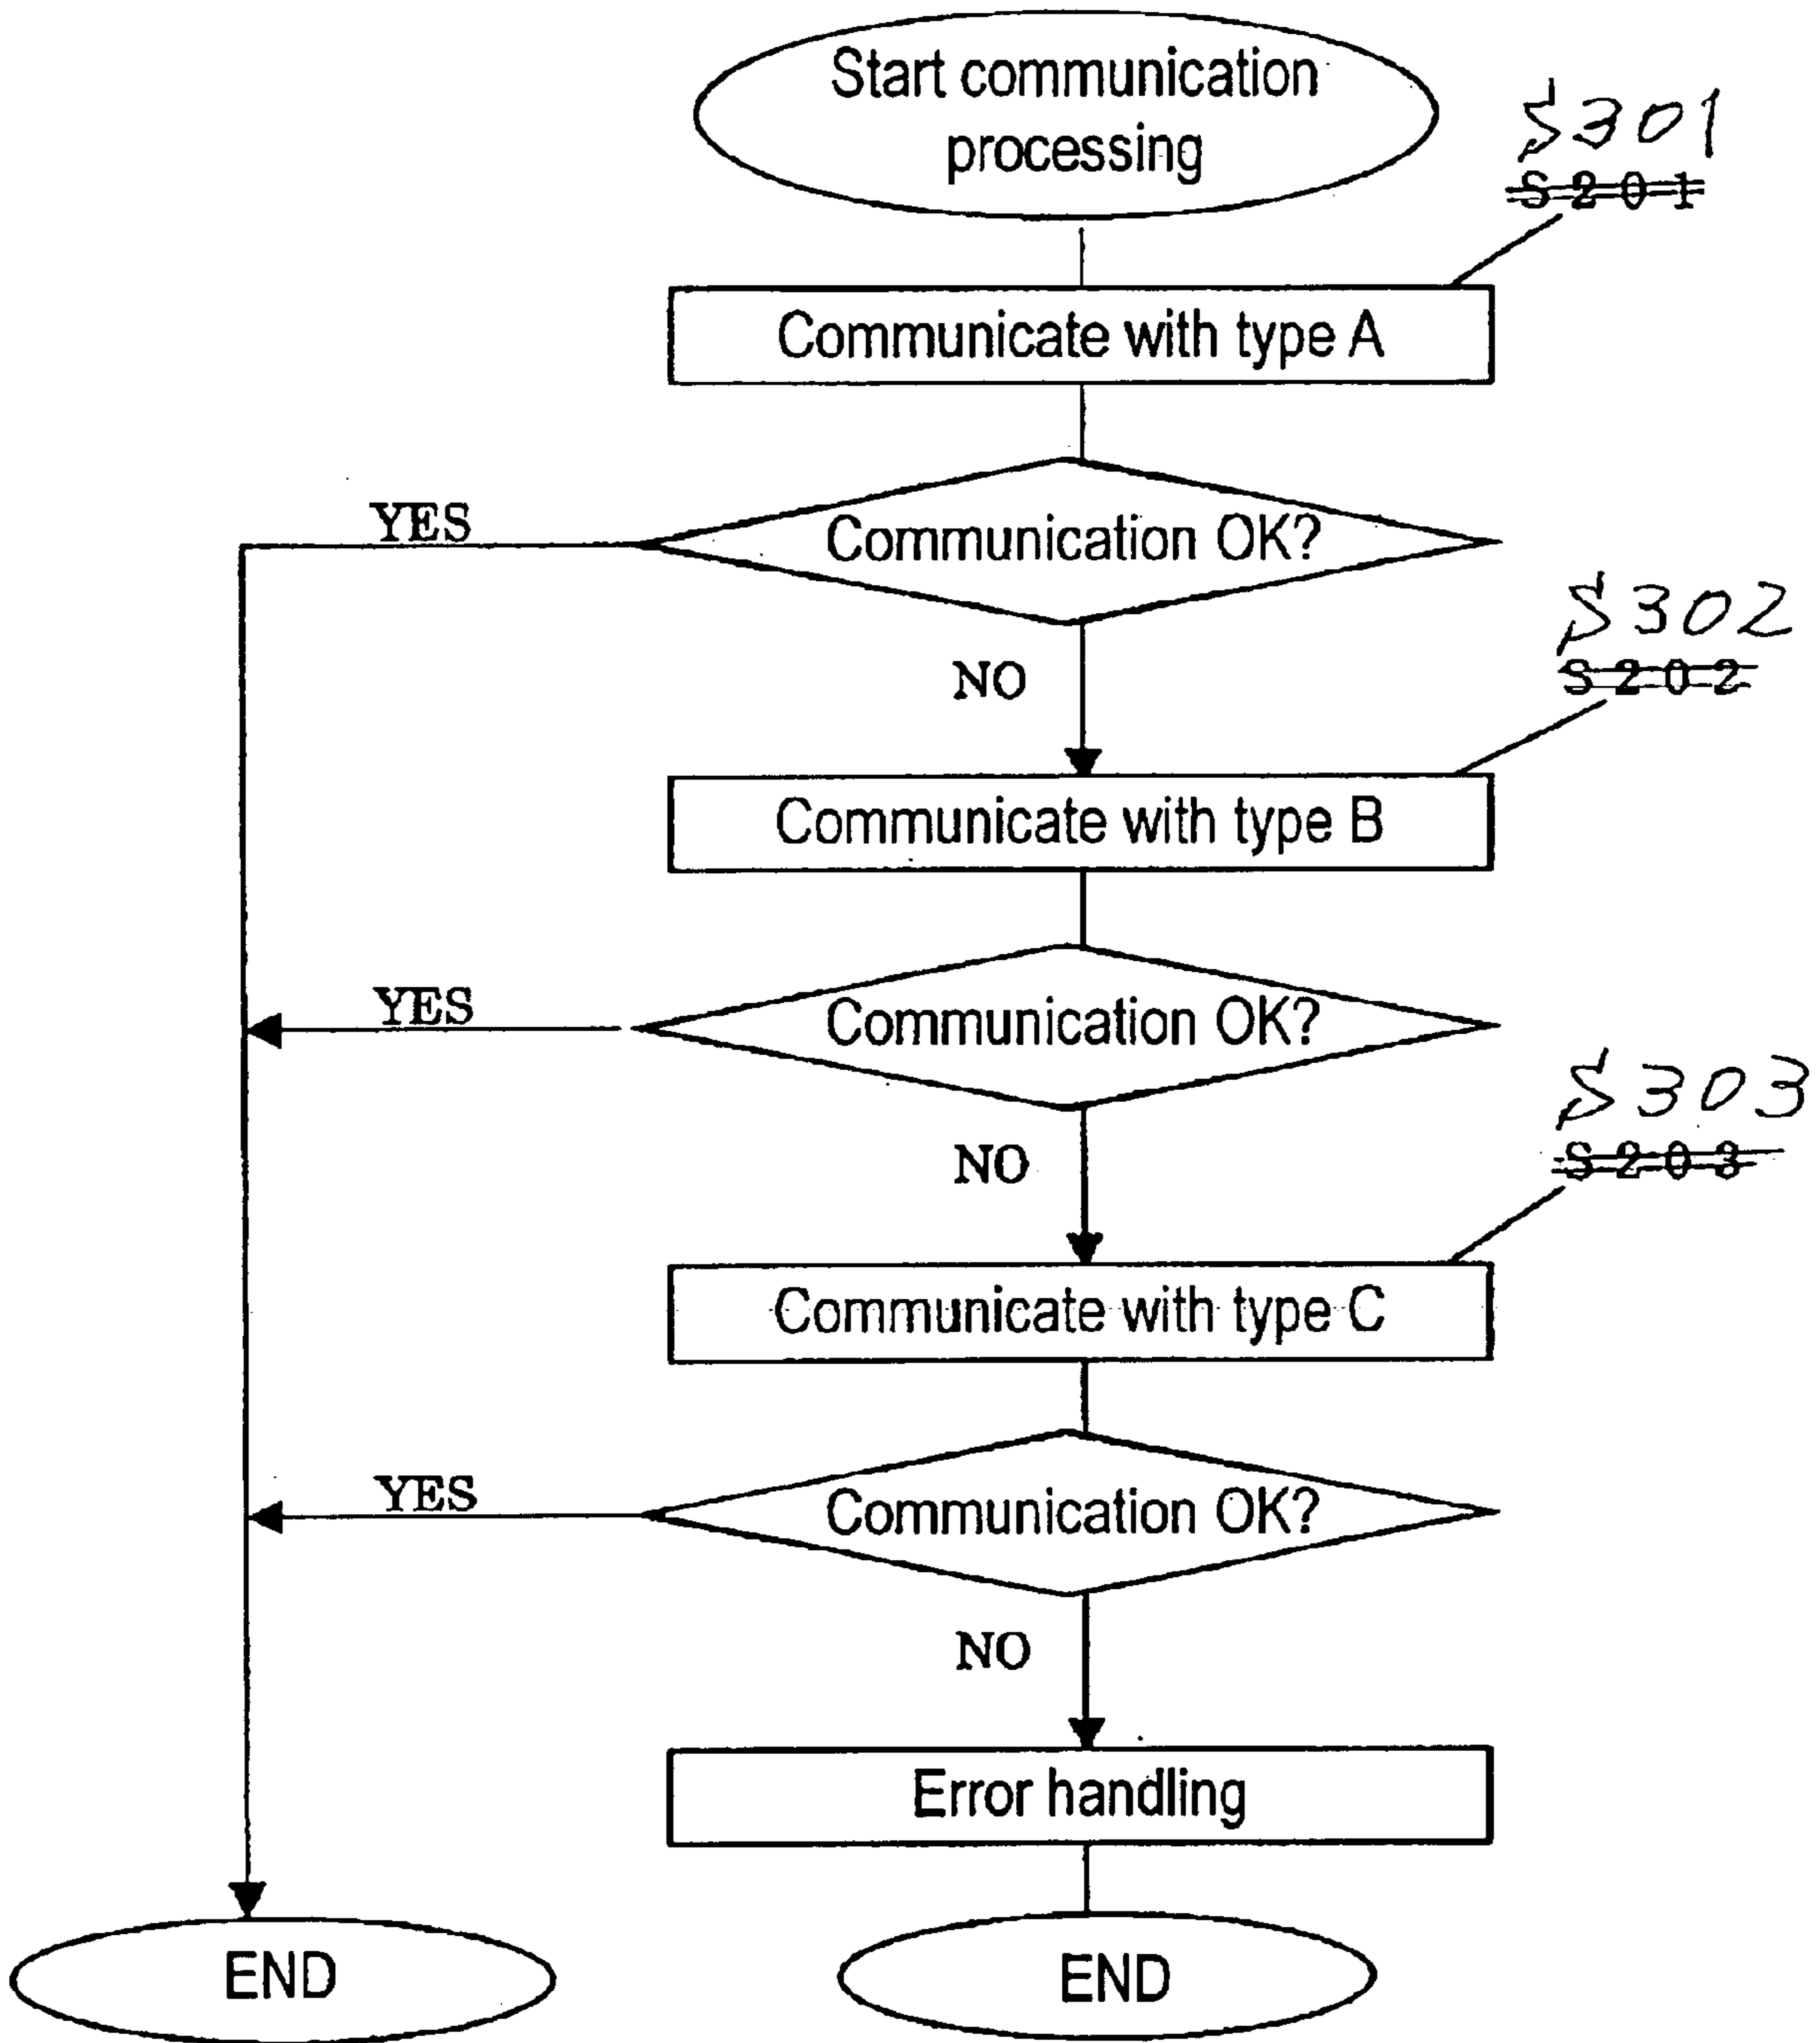 Start communication
processing
S301
S201
Communicate with type A
YES
Communication OK?
S302
NO
S202
Communicate with type B
YES
Communication OK?
S303
NO
S203
Communicate with type C
YES
Communication OK?
NO
Error handling
END
END